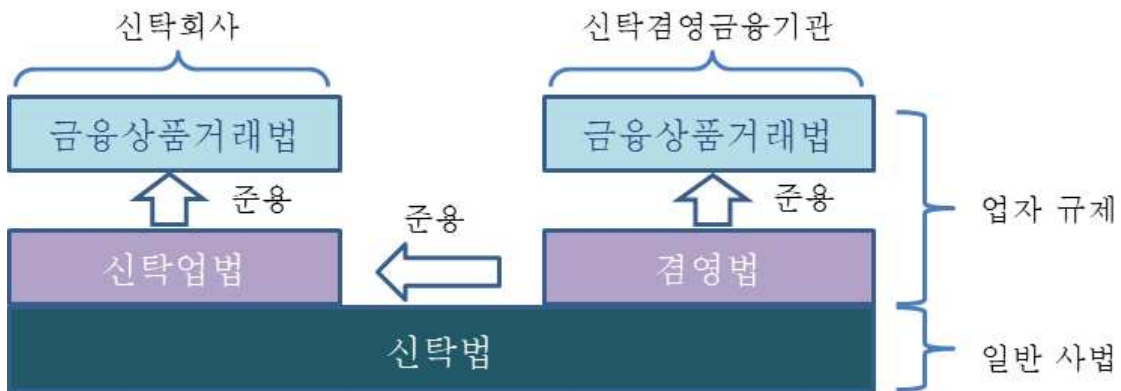 신탁회사
신탁겸영금융기관
금융상품거래법
금융상품거래법
준용
준용
업자 규제
준용
신탁업법
겸영법
신탁법
일반 사법